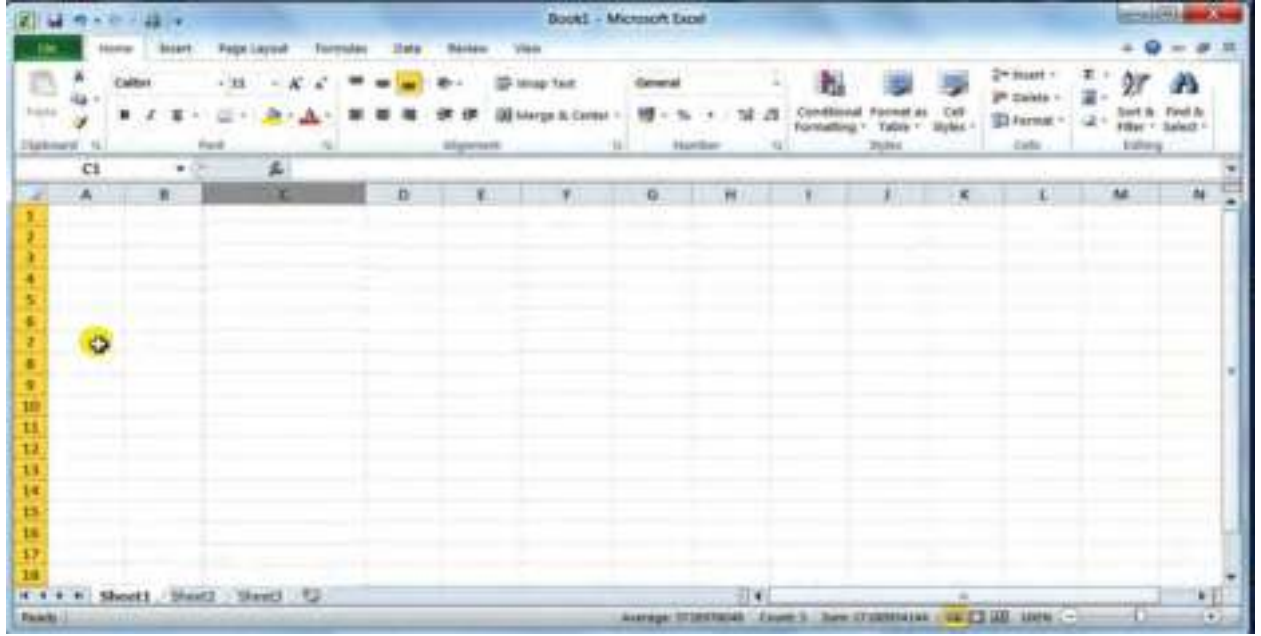 Book1 - Microsoft Excel
File Home Insert Page Layout Formulas Data Review View
Calibri 11 Wrap Text General Insert
Paste Delete
Merge & Center Conditional Formatting Format as Table Cell Styles Format Sort & Filter Find & Select
Clipboard Font Alignment Number Styles Cells Editing
C1
A B C D E F G H I J K L M N
1
2
3
4
5
6
7
8
9
10
11
12
13
14
15
16
17
18
Sheet1 Sheet2 Sheet3
Ready Average: Count: Sum: 100%